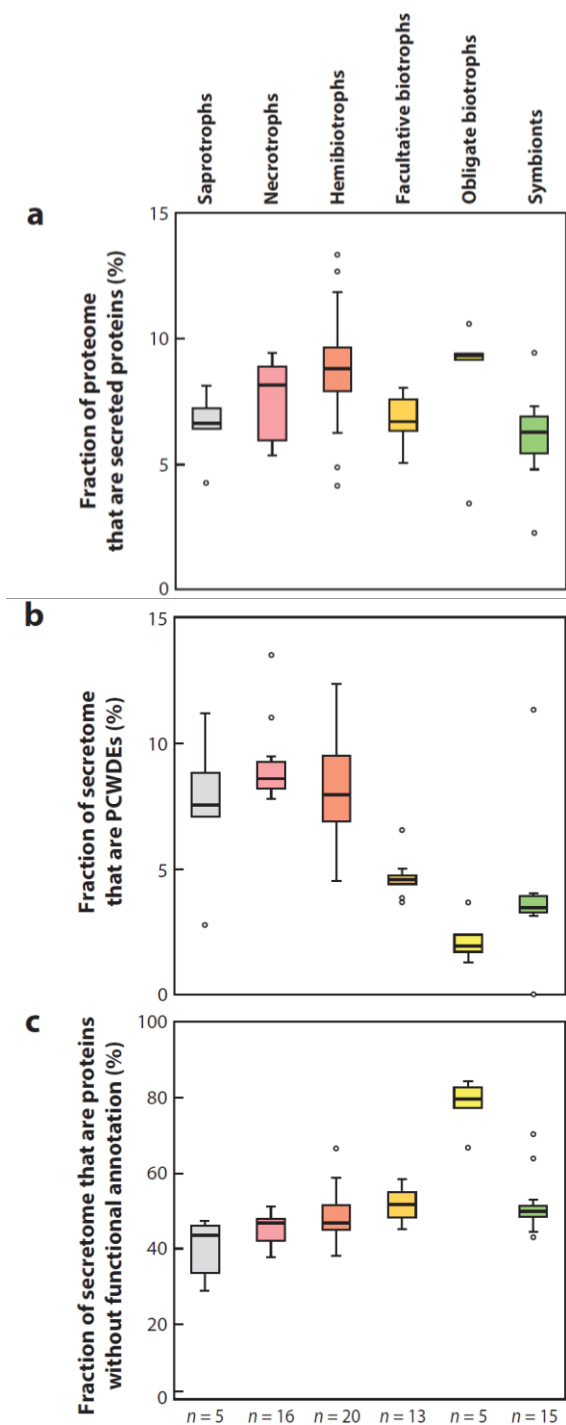 Saprotrophs
Necrotrophs
Hemibiotrophs
Facultative biotrophs
Obligate biotrophs
Symbionts
a
Fraction of proteome
that are secreted proteins (%)
15
10
5
0
b
Fraction of secretome
that are PCWDEs (%)
15
10
5
0
c
Fraction of secretome that are proteins
without functional annotation (%)
100
80
60
40
20
0
n = 5 n = 16 n = 20 n = 13 n = 5 n = 15